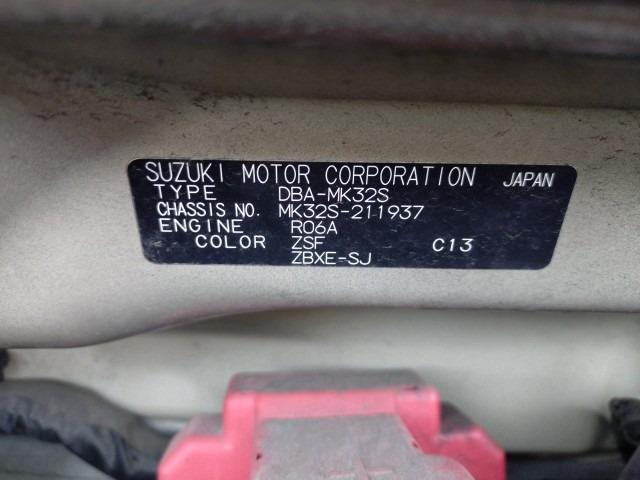 SUZUKI MOTOR CORPORATION JAPAN
TYPE DBA-MK32S
CHASSIS NO. MK32S-211937
ENGINE R06A
COLOR ZSF C13
ZBXE-SJ